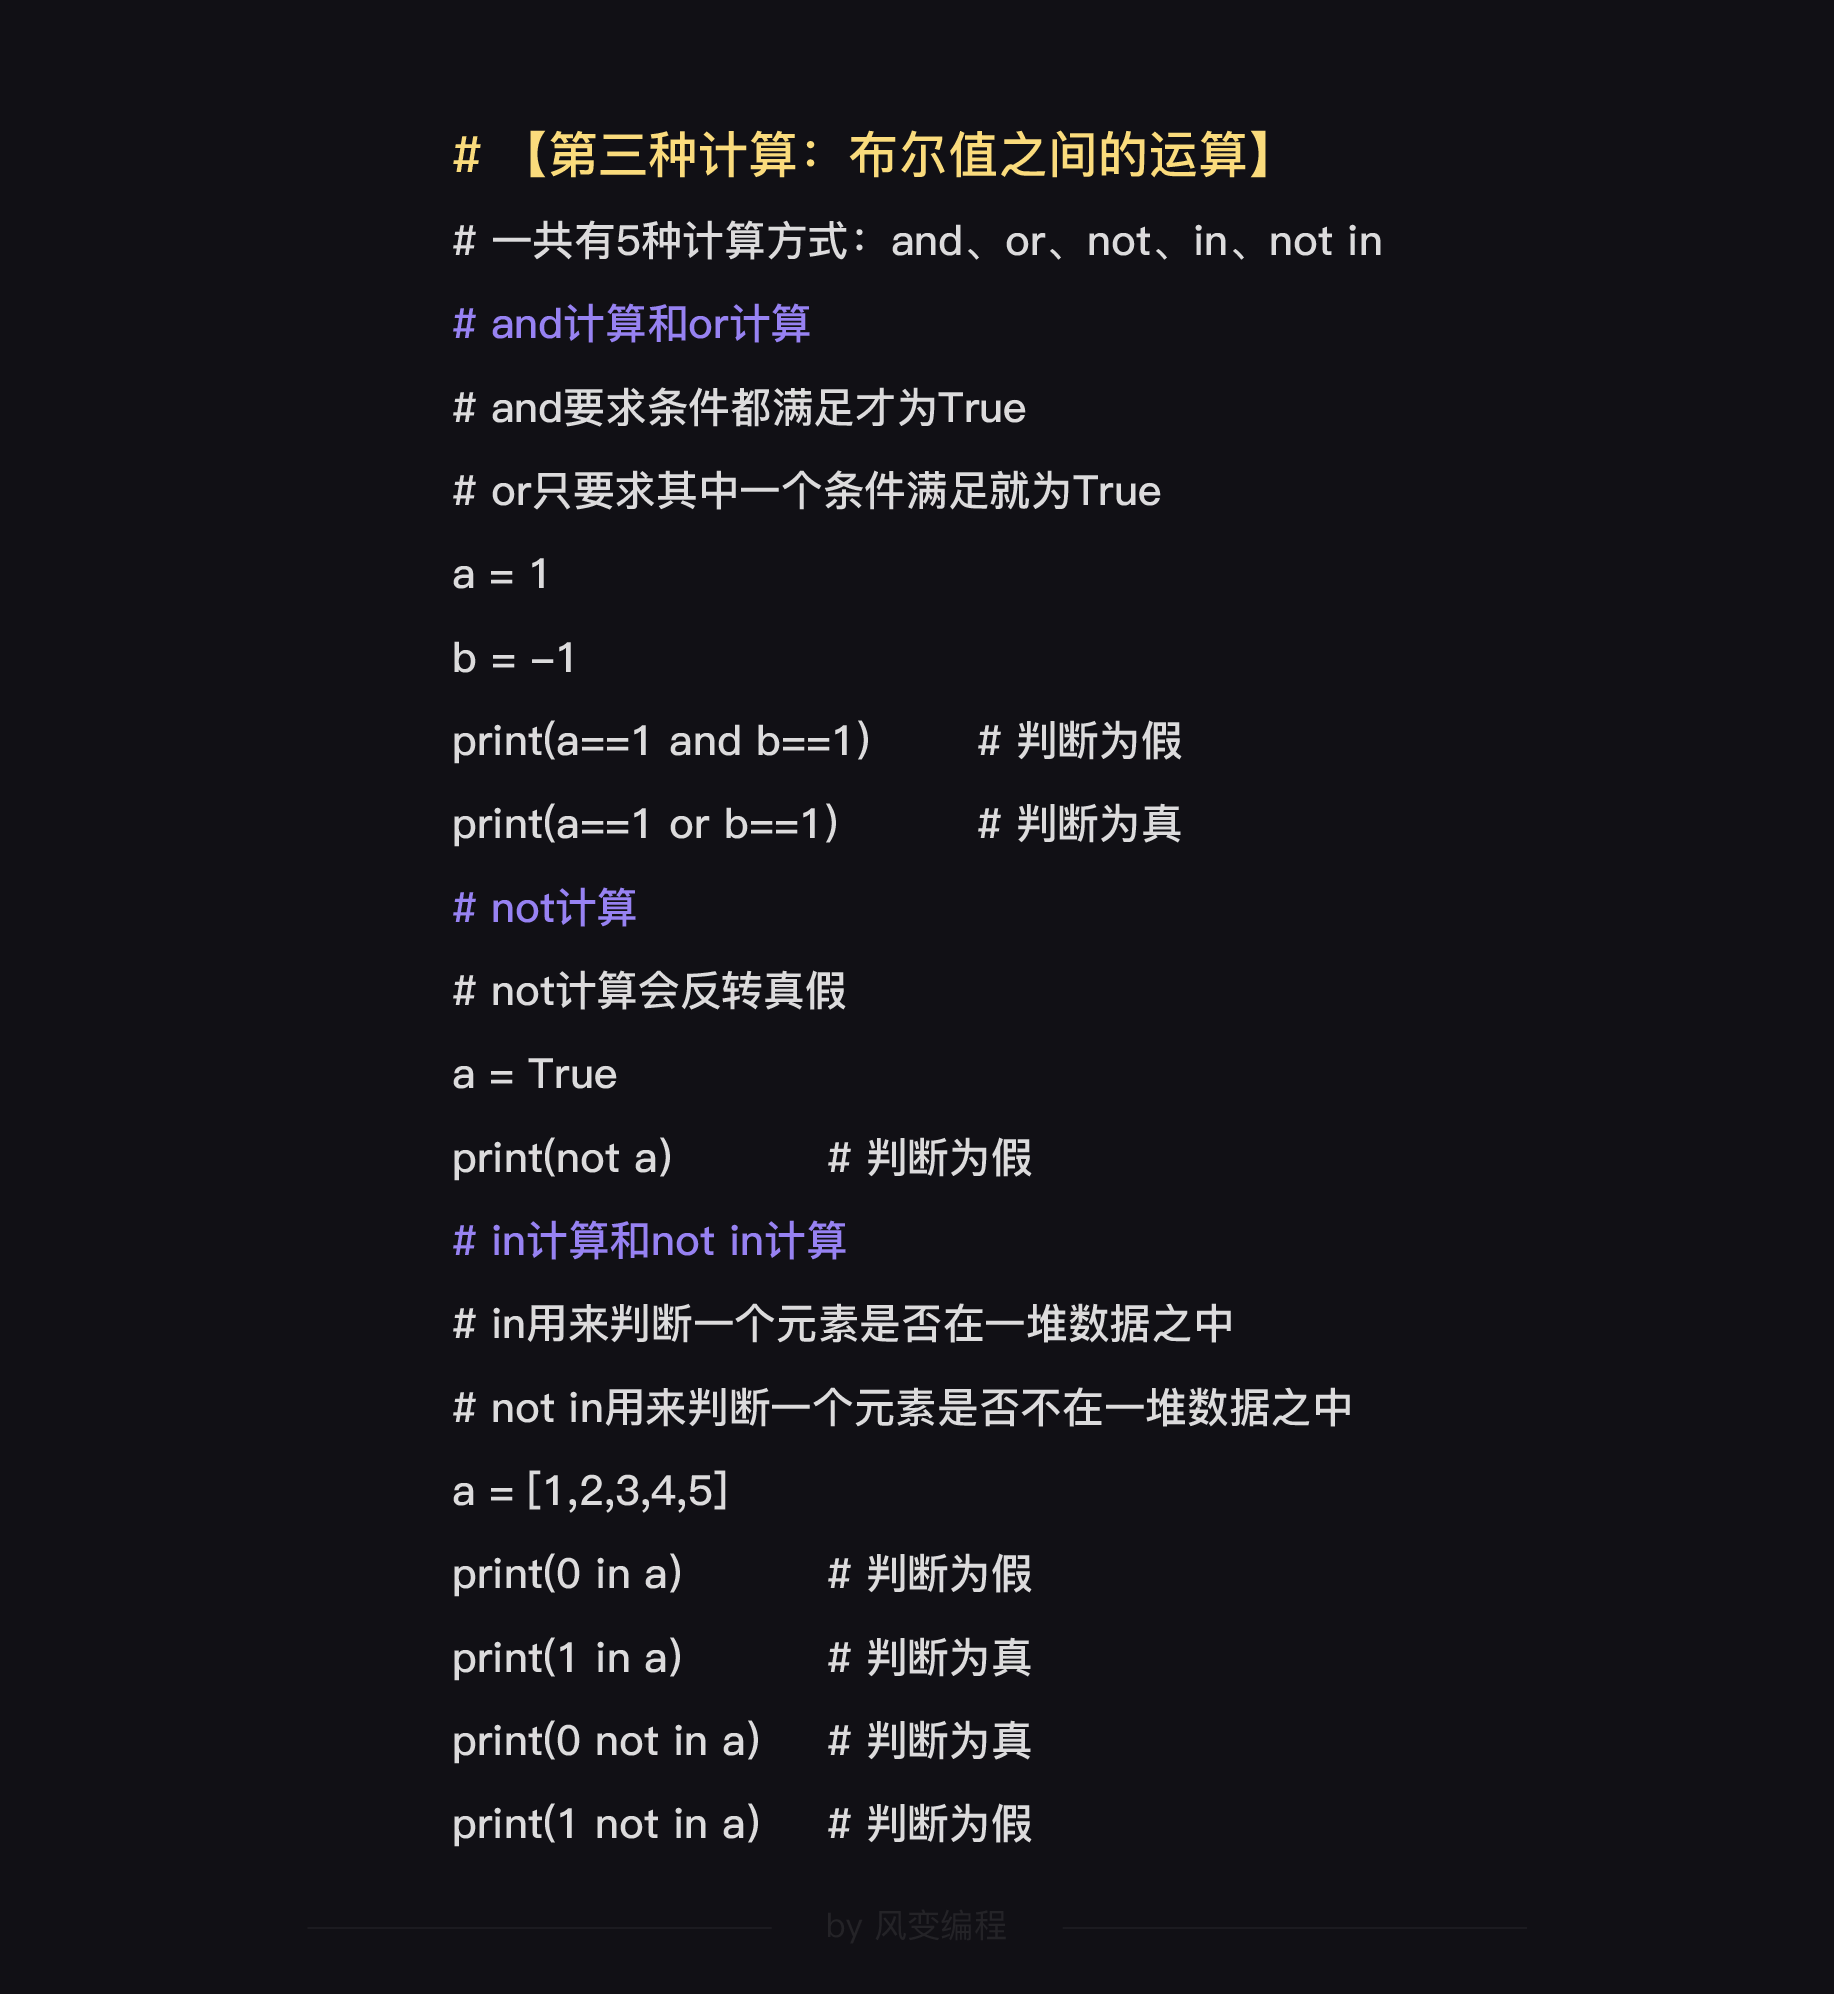 # 【第三种计算：布尔值之间的运算】
# 一共有5种计算方式：and、or、not、in、not in
# and计算和or计算
# and要求条件都满足才为True
# or只要求其中一个条件满足就为True
a = 1
b = –1
print(a==1 and b==1) # 判断为假
print(a==1 or b==1) # 判断为真
# not计算
# not计算会反转真假
a = True
print(not a) # 判断为假
# in计算和not in计算
# in用来判断一个元素是否在一堆数据之中
# not in用来判断一个元素是否不在一堆数据之中
a = [1,2,3,4,5]
print(0 in a) # 判断为假
print(1 in a) # 判断为真
print(0 not in a) # 判断为真
print(1 not in a) # 判断为假
by 风变编程